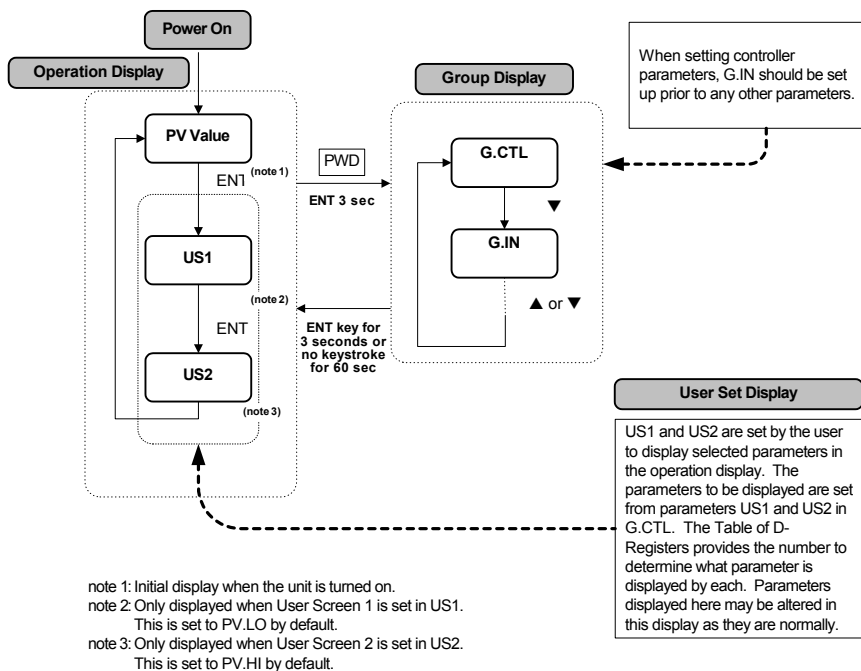 Power On
Operation Display
Group Display
When setting controller
parameters, G.IN should be set
up prior to any other parameters.
PV Value
ENT
(note 1)
PWD
ENT 3 sec
G.CTL
▼
G.IN
▲ or ▼
US1
(note 2)
ENT
ENT key for
3 seconds or
no keystroke
for 60 sec
US2
(note 3)
User Set Display
US1 and US2 are set by the user
to display selected parameters in
the operation display. The
parameters to be displayed are set
from parameters US1 and US2 in
G.CTL. The Table of D-
Registers provides the number to
determine what parameter is
displayed by each. Parameters
displayed here may be altered in
this display as they are normally.
note 1: Initial display when the unit is turned on.
note 2: Only displayed when User Screen 1 is set in US1.
This is set to PV.LO by default.
note 3: Only displayed when User Screen 2 is set in US2.
This is set to PV.HI by default.